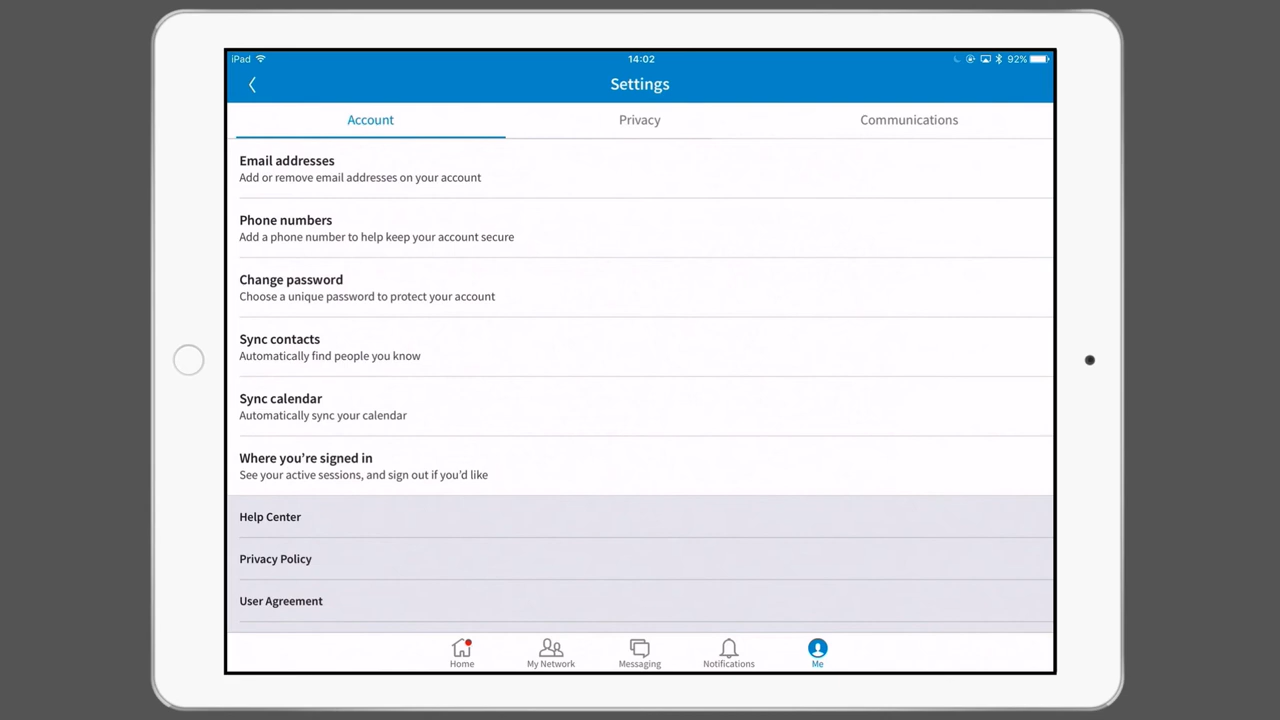 iPad
14:02
92%
Settings
Account
Privacy
Communications
Email addresses
Add or remove email addresses on your account
Phone numbers
Add a phone number to help keep your account secure
Change password
Choose a unique password to protect your account
Sync contacts
Automatically find people you know
Sync calendar
Automatically sync your calendar
Where you’re signed in
See your active sessions, and sign out if you’d like
Help Center
Privacy Policy
User Agreement
Home
My Network
Messaging
Notifications
Me